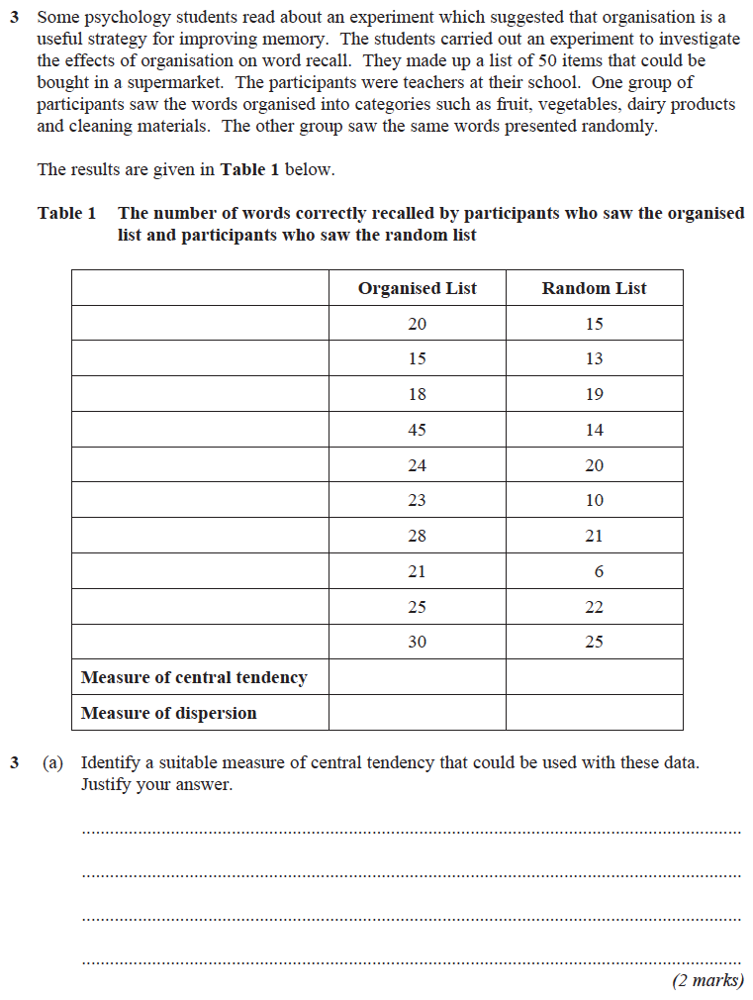 3 Some psychology students read about an experiment which suggested that organisation is a
useful strategy for improving memory. The students carried out an experiment to investigate
the effects of organisation on word recall. They made up a list of 50 items that could be
bought in a supermarket. The participants were teachers at their school. One group of
participants saw the words organised into categories such as fruit, vegetables, dairy products
and cleaning materials. The other group saw the same words presented randomly.
The results are given in Table 1 below.
Table 1 The number of words correctly recalled by participants who saw the organised
list and participants who saw the random list
Organised List Random List
20 15
15 13
18 19
45 14
24 20
23 10
28 21
21 6
25 22
30 25
Measure of central tendency
Measure of dispersion
3 (a) Identify a suitable measure of central tendency that could be used with these data.
Justify your answer.
(2 marks)